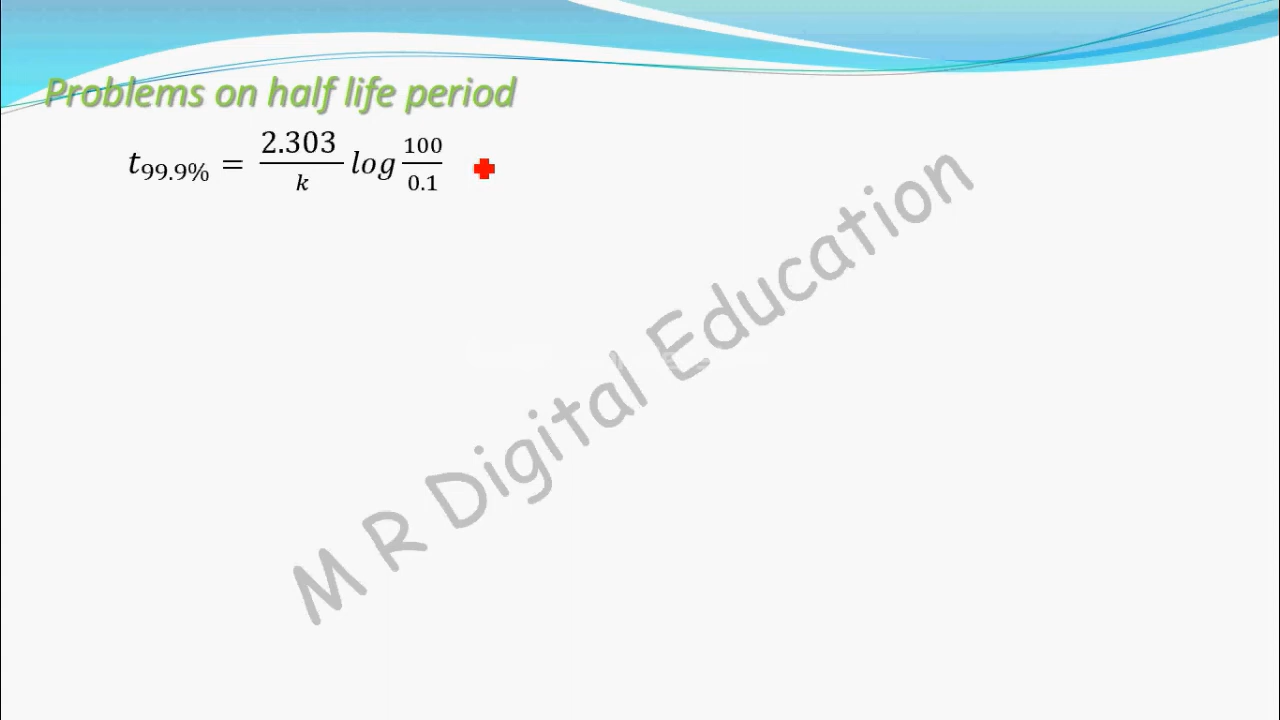 Problems on half life period
t99.9% = 2.303/k log 100/0.1
M R Digital Education